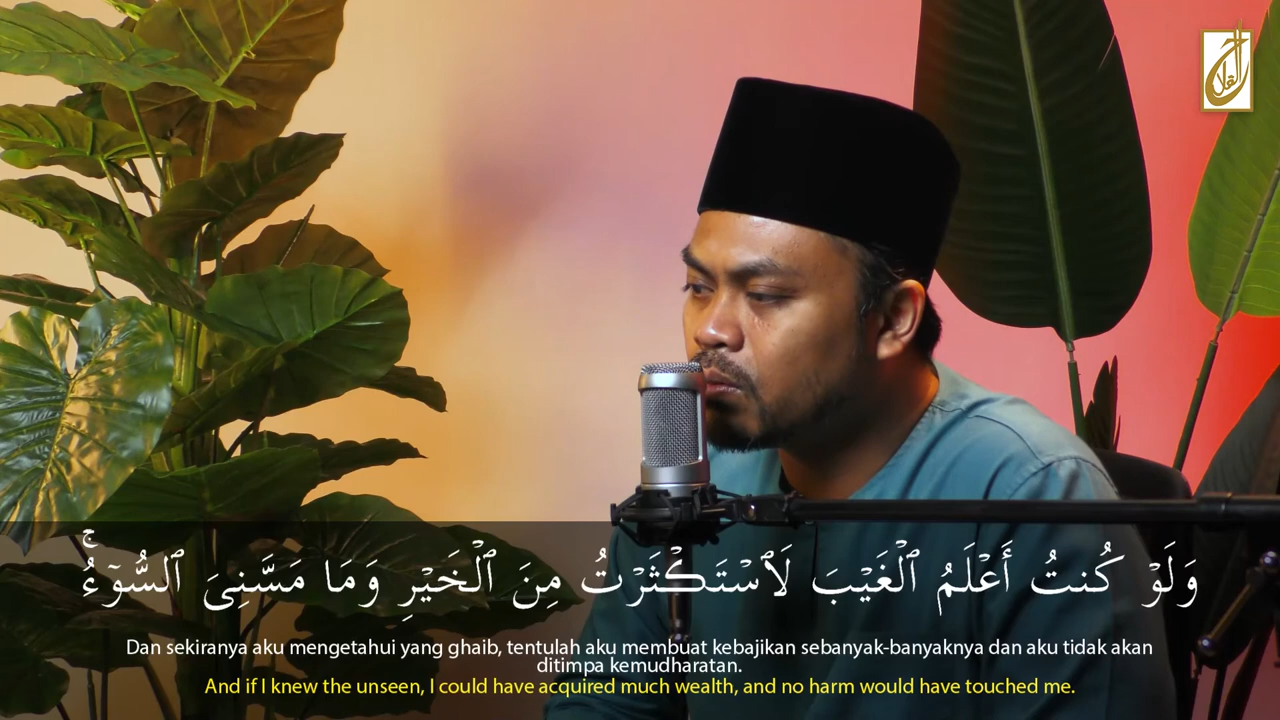 وَلَوْ كُنتُ أَعْلَمُ ٱلْغَيْبَ لَٱسْتَكْثَرْتُ مِنَ ٱلْخَيْرِ وَمَا مَسَّنِىَ ٱلسُّوٓءُ ۚ
Dan sekiranya aku mengetahui yang ghaib, tentulah aku membuat kebajikan sebanyak-banyaknya dan aku tidak akan
ditimpa kemudharatan.
And if I knew the unseen, I could have acquired much wealth, and no harm would have touched me.